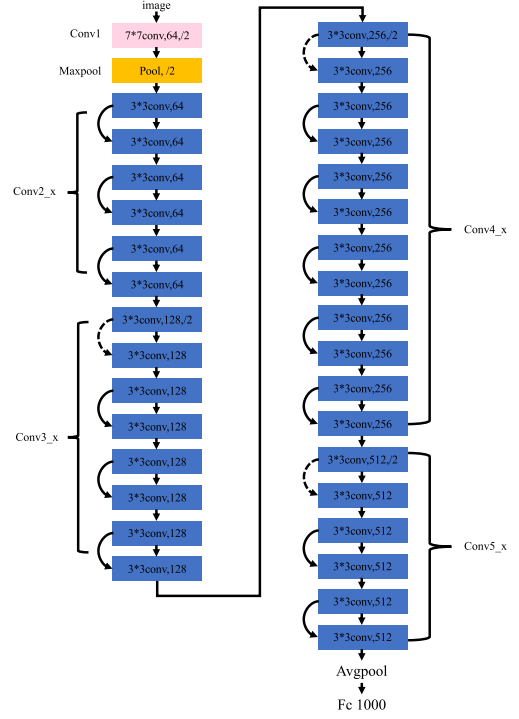 image
Conv1
7*7conv,64,/2
Maxpool
Pool, /2
Conv2_x
3*3conv,64
3*3conv,64
3*3conv,64
3*3conv,64
3*3conv,64
3*3conv,64
Conv3_x
3*3conv,128,/2
3*3conv,128
3*3conv,128
3*3conv,128
3*3conv,128
3*3conv,128
3*3conv,128
3*3conv,128
3*3conv,256,/2
3*3conv,256
3*3conv,256
3*3conv,256
3*3conv,256
3*3conv,256
3*3conv,256
3*3conv,256
3*3conv,256
3*3conv,256
3*3conv,256
3*3conv,256
Conv4_x
3*3conv,512,/2
3*3conv,512
3*3conv,512
3*3conv,512
3*3conv,512
3*3conv,512
Conv5_x
Avgpool
Fc 1000